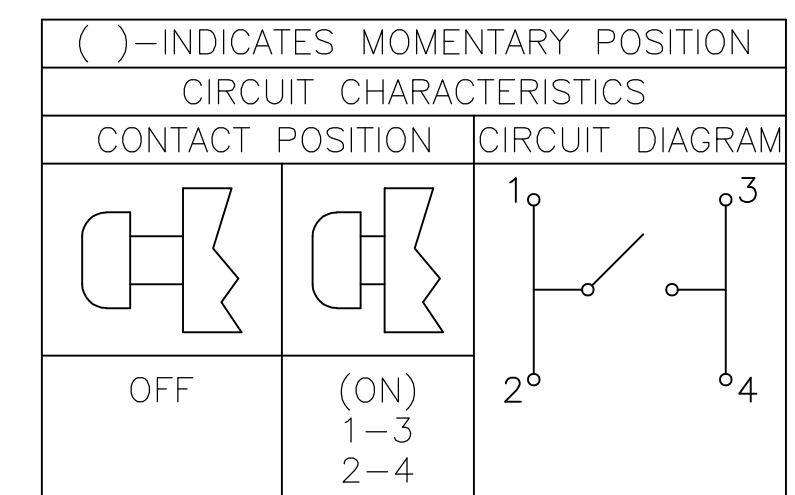 ( )-INDICATES MOMENTARY POSITION
CIRCUIT CHARACTERISTICS
CONTACT POSITION CIRCUIT DIAGRAM
1 3
2 4
OFF (ON)
1-3
2-4